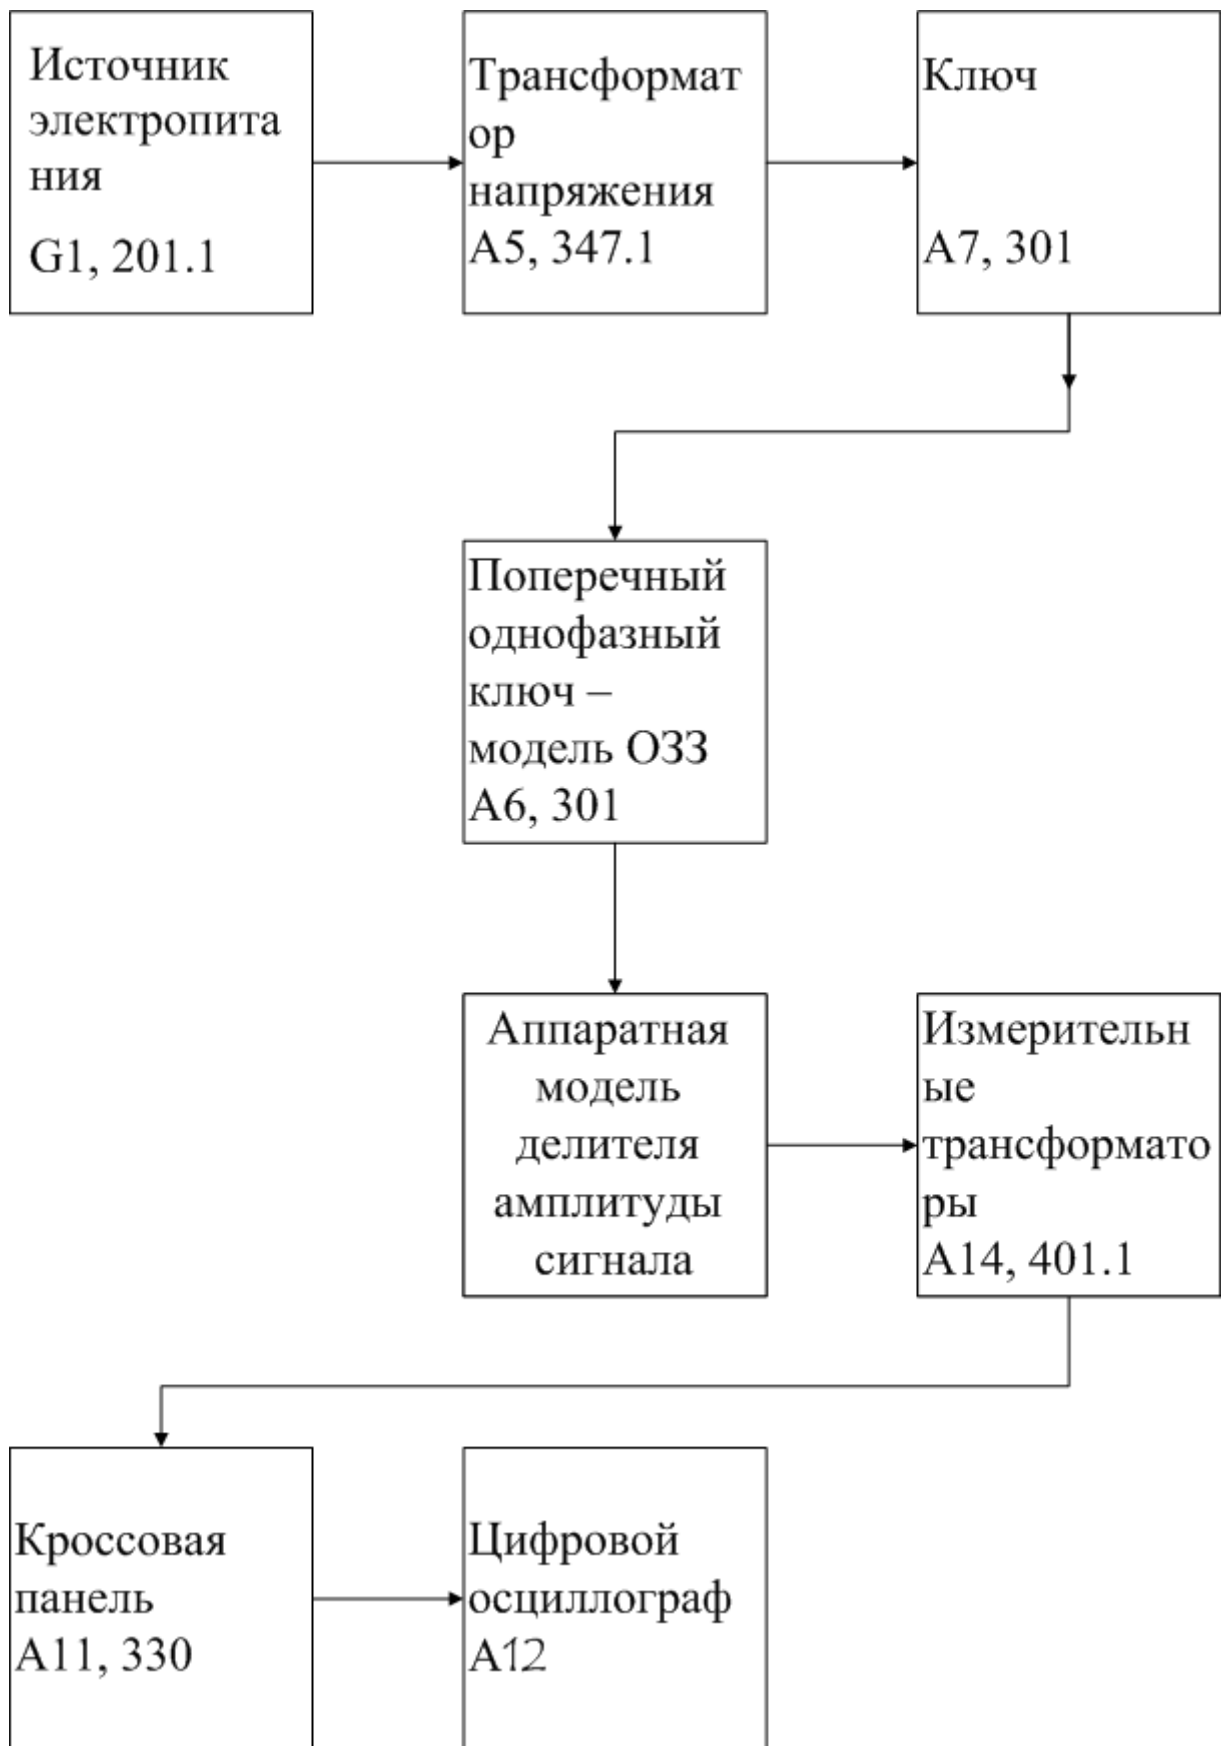 Источник
электропита
ния
G1, 201.1
Трансформат
ор
напряжения
А5, 347.1
Ключ
А7, 301
Поперечный
однофазный
ключ –
модель ОЗЗ
А6, 301
Аппаратная
модель
делителя
амплитуды
сигнала
Измерительн
ые
трансформато
ры
А14, 401.1
Кроссовая
панель
А11, 330
Цифровой
осциллограф
А12